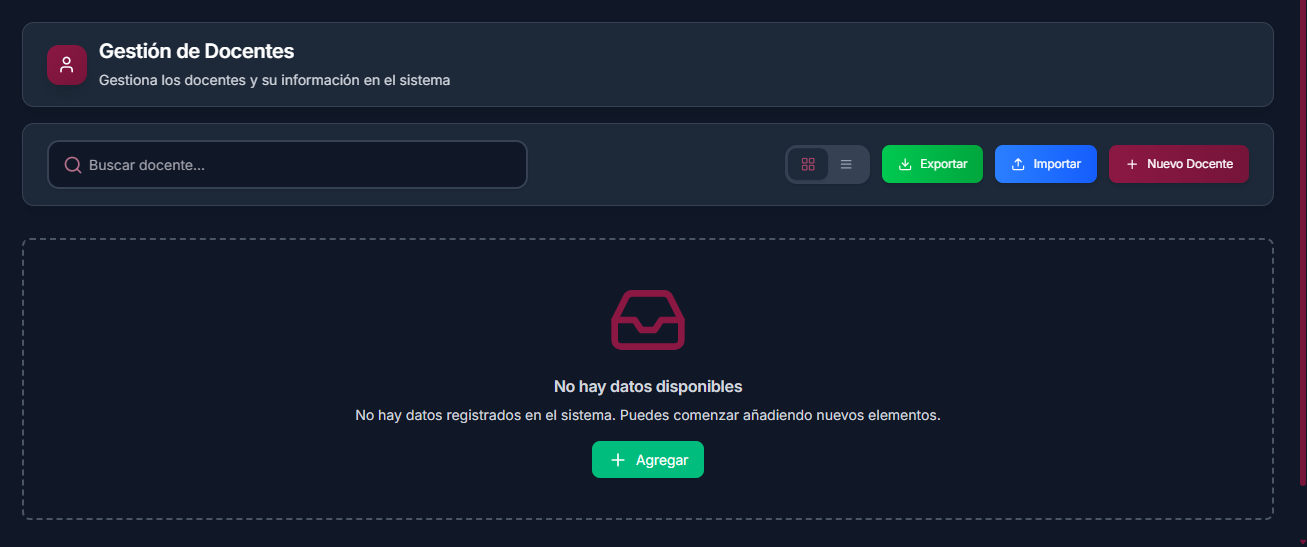 Gestión de Docentes
Gestiona los docentes y su información en el sistema
Buscar docente...
Exportar
Importar
Nuevo Docente
No hay datos disponibles
No hay datos registrados en el sistema. Puedes comenzar añadiendo nuevos elementos.
Agregar